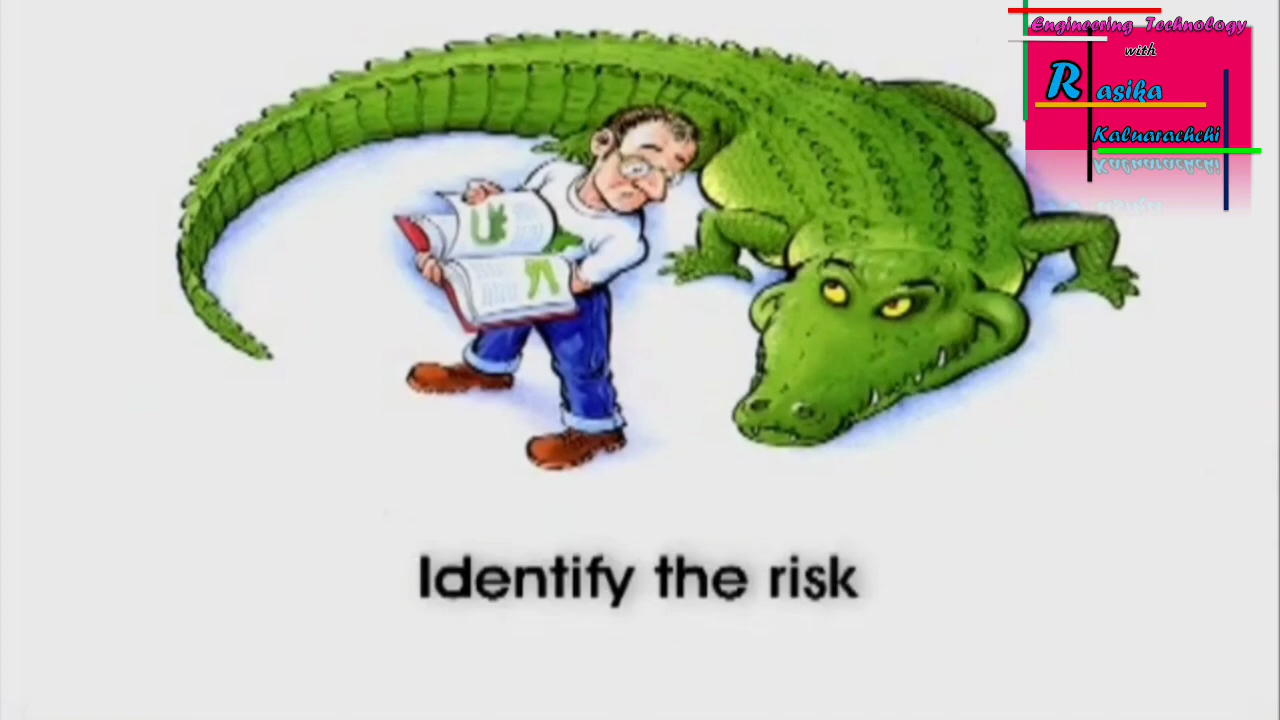 Engineering Technology
with
Rasika
Kaluarachchi
Identify the risk